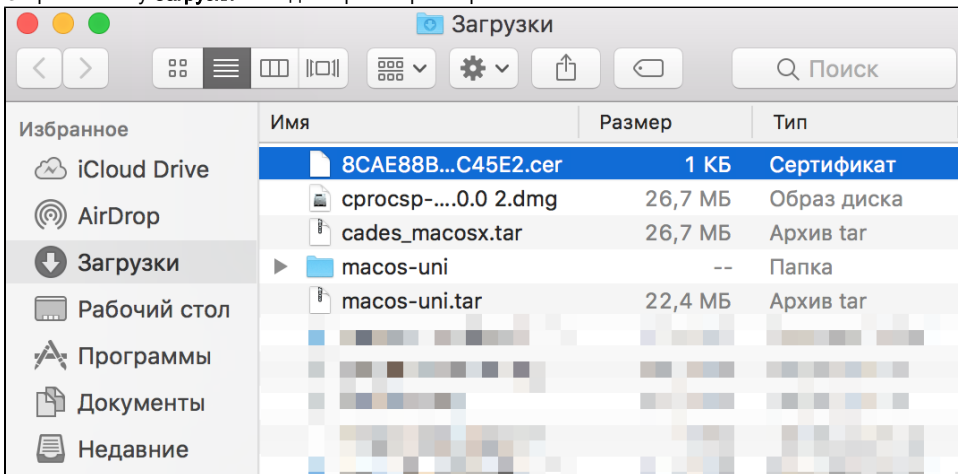 Загрузки
Поиск
Избранное
iCloud Drive
AirDrop
Загрузки
Рабочий стол
Программы
Документы
Недавние
Имя Размер Тип
8CAE88B...C45E2.cer 1 КБ Сертификат
cprocsp-....0.0 2.dmg 26,7 МБ Образ диска
cades_macosx.tar 26,7 МБ Архив tar
macos-uni -- Папка
macos-uni.tar 22,4 МБ Архив tar